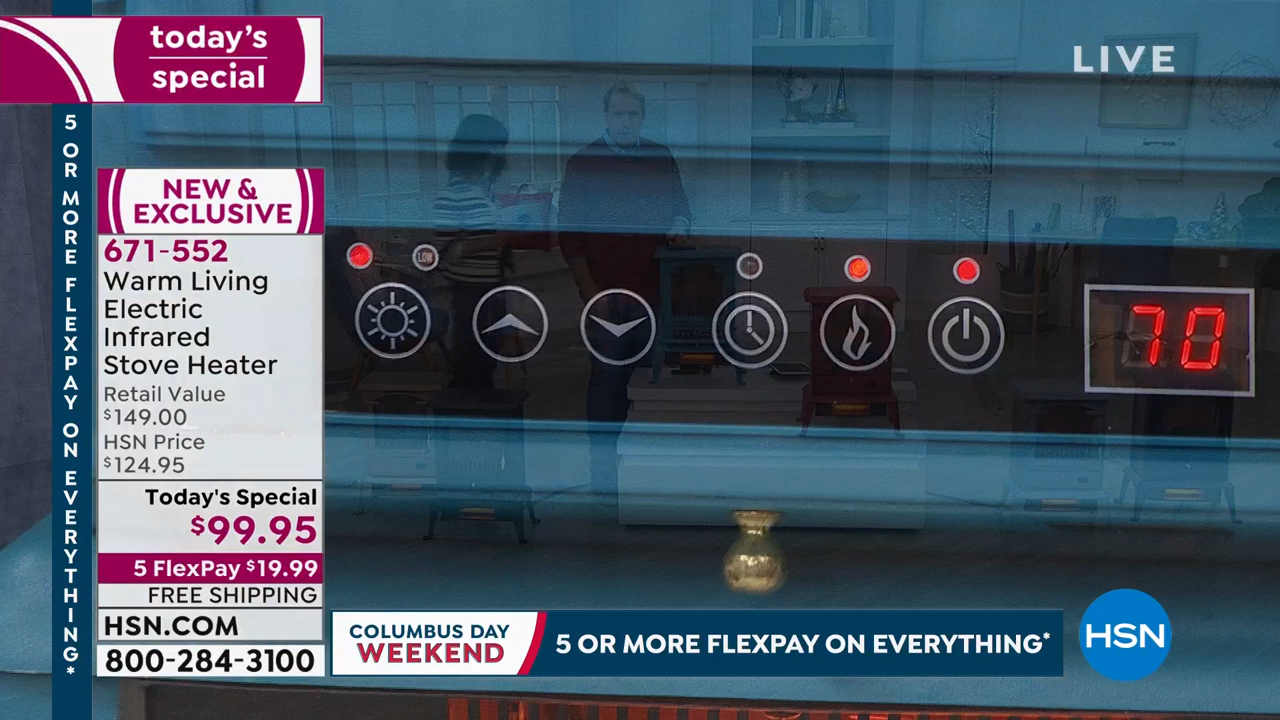 today's
special
LIVE
5 OR MORE FLEXPAY ON EVERYTHING*
NEW &
EXCLUSIVE
671-552
Warm Living
Electric
Infrared
Stove Heater
Retail Value
$149.00
HSN Price
$124.95
Today's Special
$99.95
5 FlexPay $19.99
FREE SHIPPING
HSN.COM
800-284-3100
LOW
70
COLUMBUS DAY
WEEKEND
5 OR MORE FLEXPAY ON EVERYTHING*
HSN